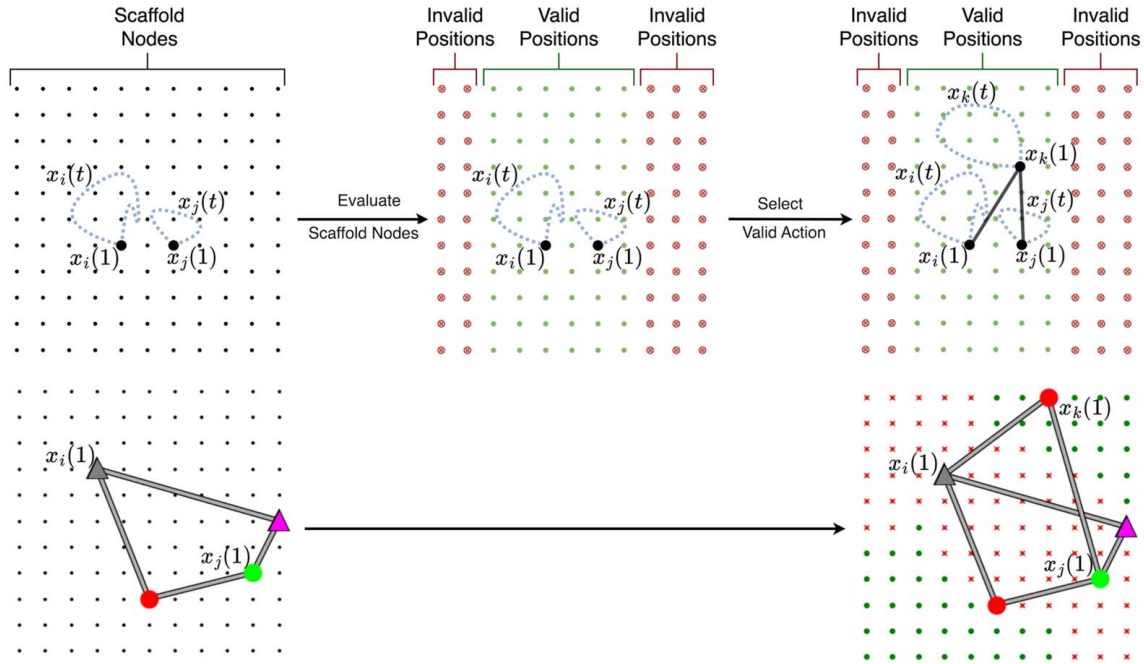 Scaffold
Nodes
Invalid
Positions
Valid
Positions
Invalid
Positions
Invalid
Positions
Valid
Positions
Invalid
Positions
x_i(t)
x_j(t)
x_i(1)
x_j(1)
Evaluate
Scaffold Nodes
x_i(t)
x_j(t)
x_i(1)
x_j(1)
Select
Valid Action
x_k(t)
x_k(1)
x_i(t)
x_j(t)
x_i(1)
x_j(1)
x_i(1)
x_j(1)
x_k(1)
x_i(1)
x_j(1)